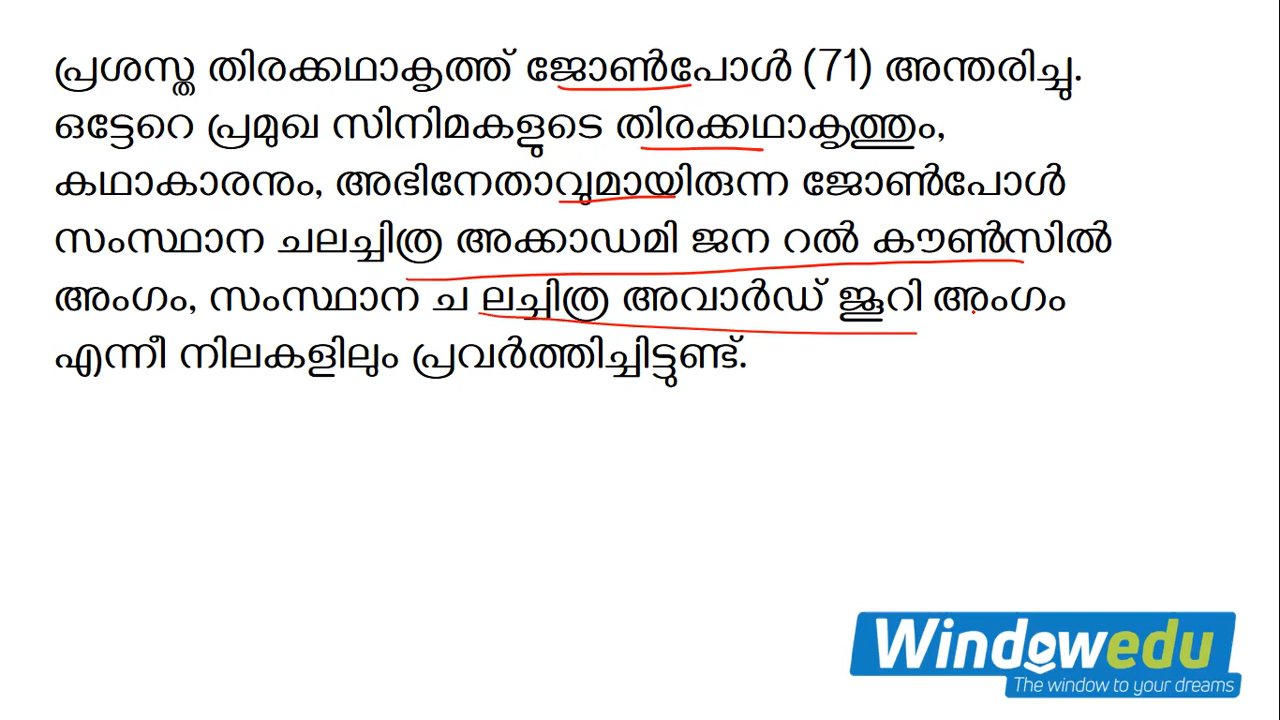 പ്രശസ്ത തിരക്കഥാകൃത്ത് ജോൺപോൾ (71) അന്തരിച്ചു.
ഒട്ടേറെ പ്രമുഖ സിനിമകളുടെ തിരക്കഥാകൃത്തും,
കഥാകാരനും, അഭിനേതാവുമായിരുന്ന ജോൺപോൾ
സംസ്ഥാന ചലച്ചിത്ര അക്കാഡമി ജന റൽ കൗൺസിൽ
അംഗം, സംസ്ഥാന ച ലച്ചിത്ര അവാർഡ് ജൂറി അംഗം
എന്നീ നിലകളിലും പ്രവർത്തിച്ചിട്ടുണ്ട്.
Windowedu
The window to your dreams